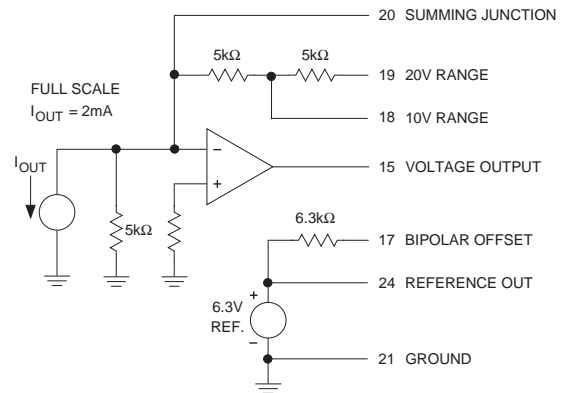 20 SUMMING JUNCTION
5kΩ
5kΩ
19 20V RANGE
FULL SCALE
I_OUT = 2mA
18 10V RANGE
I_OUT
−
15 VOLTAGE OUTPUT
+
5kΩ
6.3kΩ
17 BIPOLAR OFFSET
24 REFERENCE OUT
+
6.3V
REF.
−
21 GROUND